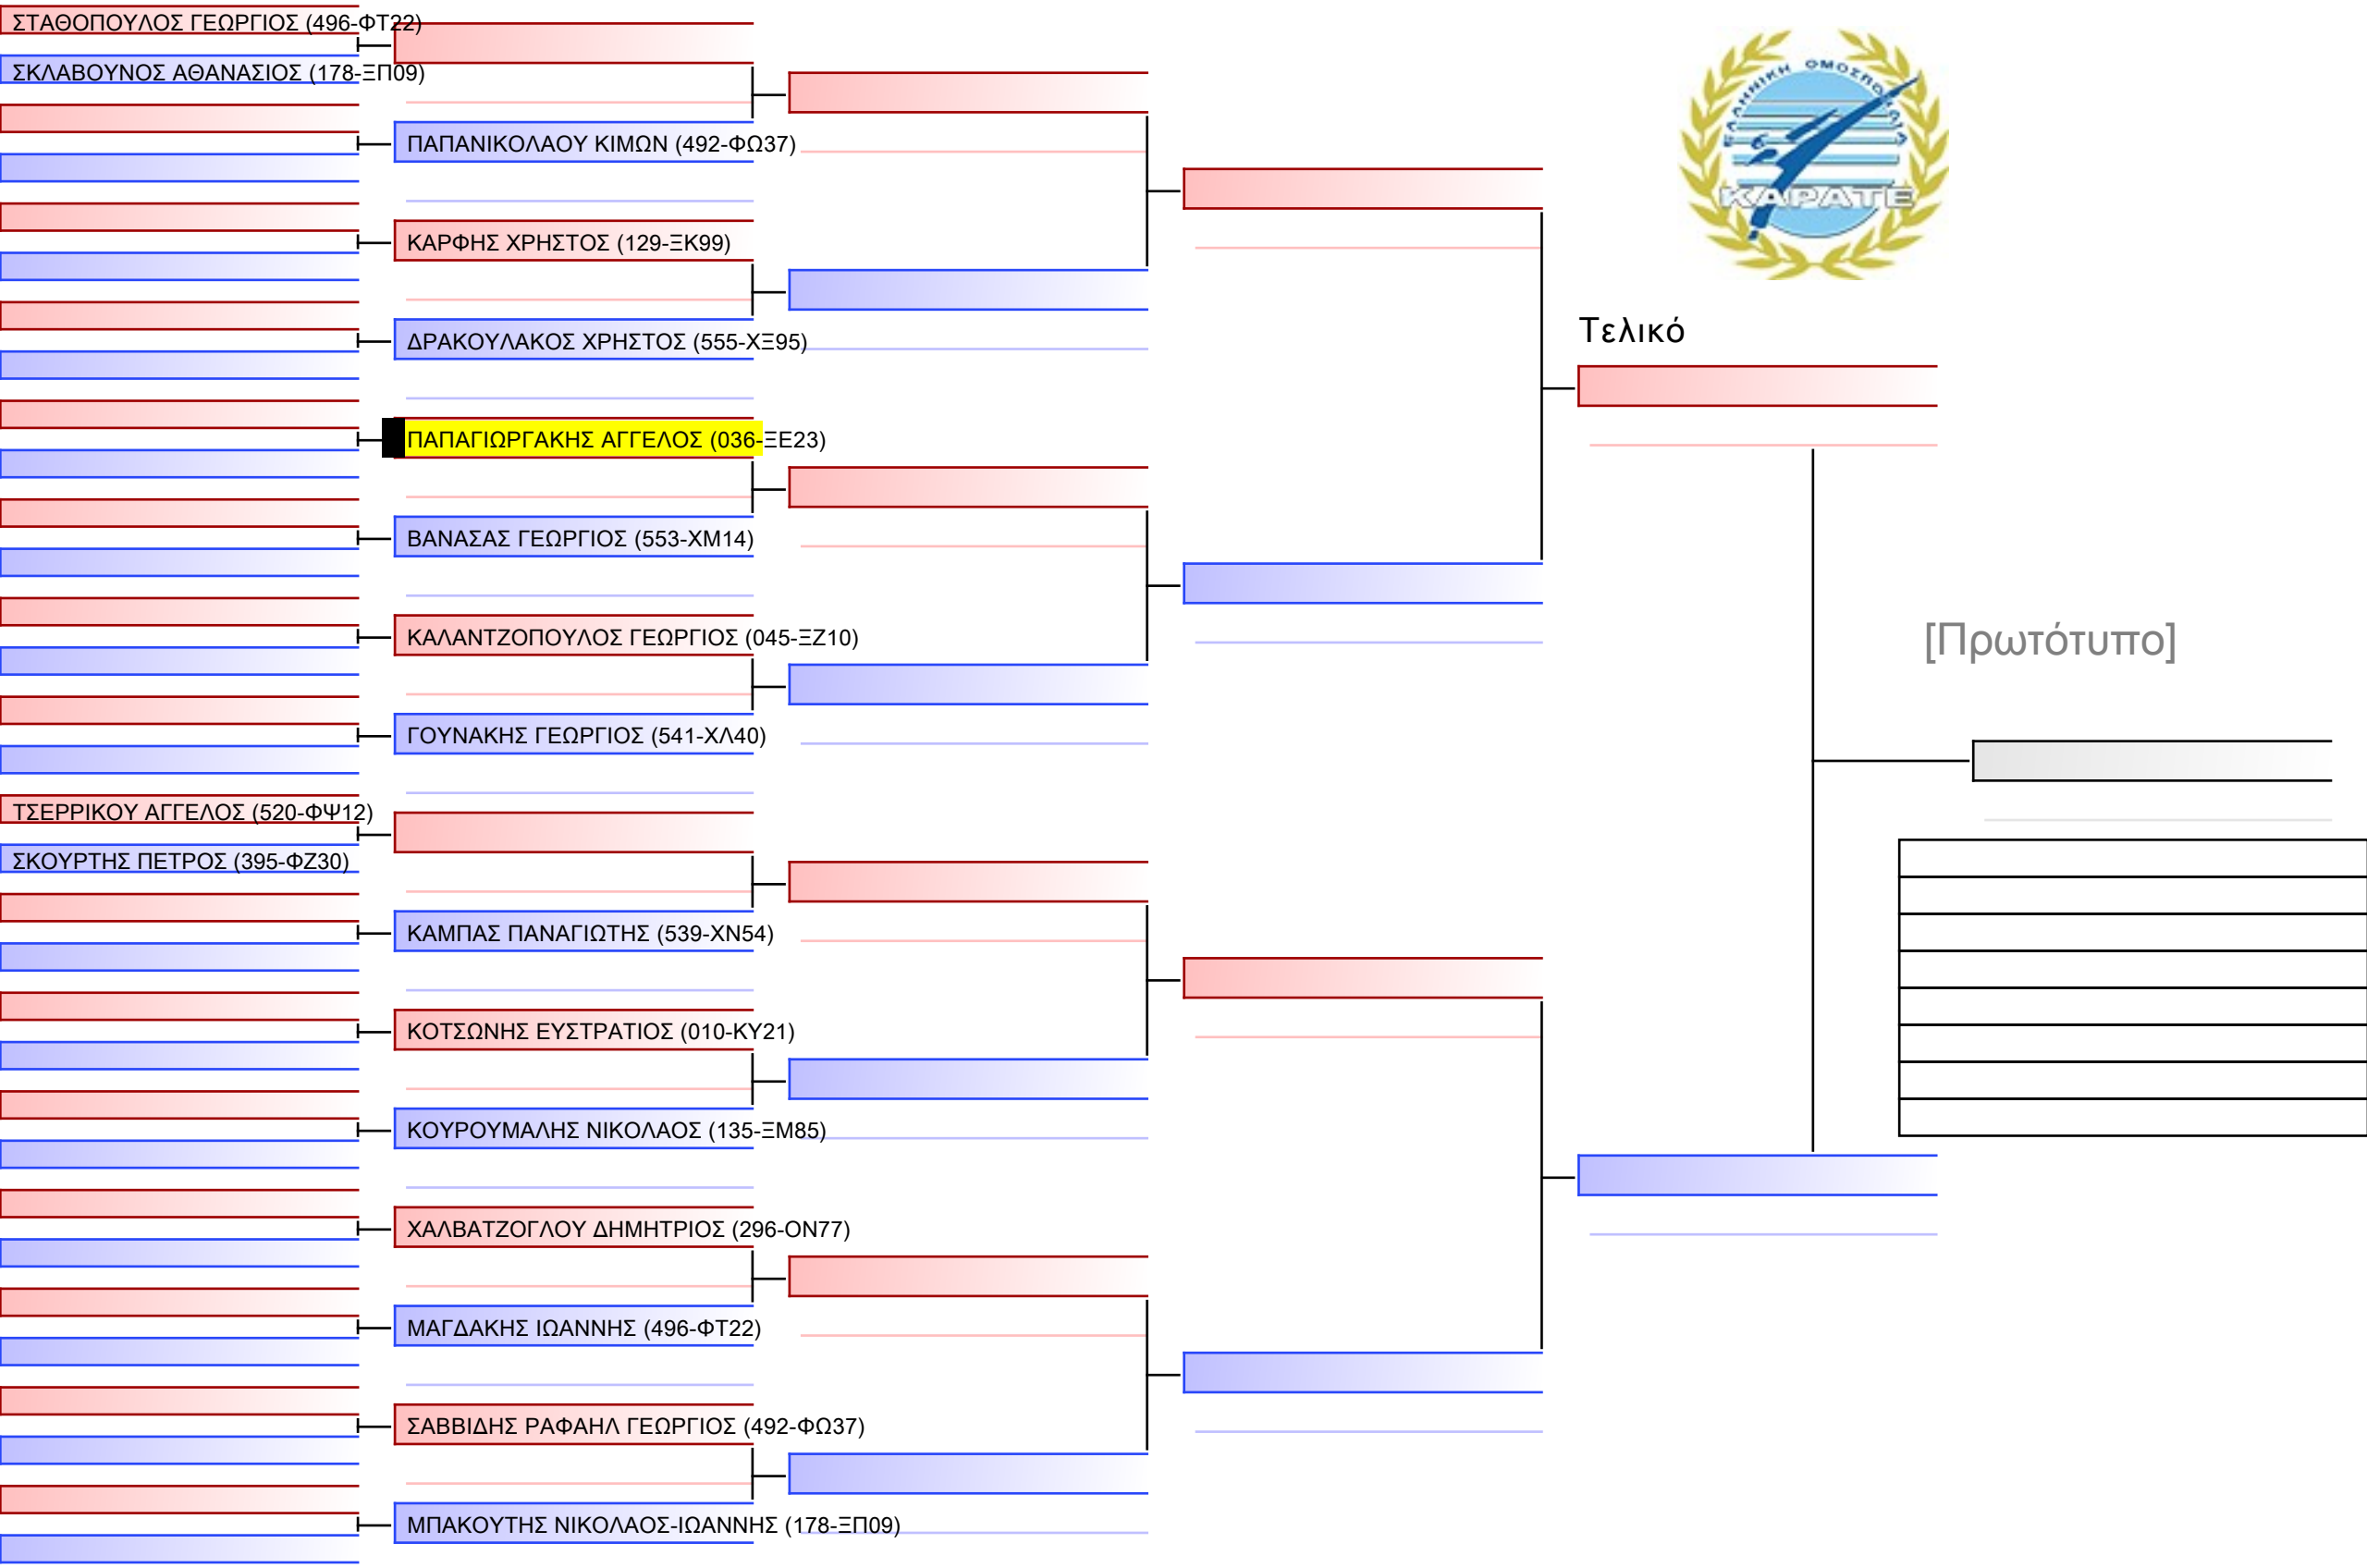 ΣΤΑΘΟΠΟΥΛΟΣ ΓΕΩΡΓΙΟΣ (496-ΦΤ22)
ΣΚΛΑΒΟΥΝΟΣ ΑΘΑΝΑΣΙΟΣ (178-ΞΠ09)
ΠΑΠΑΝΙΚΟΛΑΟΥ ΚΙΜΩΝ (492-ΦΩ37)
ΚΑΡΦΗΣ ΧΡΗΣΤΟΣ (129-ΞΚ99)
ΔΡΑΚΟΥΛΑΚΟΣ ΧΡΗΣΤΟΣ (555-ΧΞ95)
ΠΑΠΑΓΙΩΡΓΑΚΗΣ ΑΓΓΕΛΟΣ (036-ΞΕ23)
ΒΑΝΑΣΑΣ ΓΕΩΡΓΙΟΣ (553-ΧΜ14)
ΚΑΛΑΝΤΖΟΠΟΥΛΟΣ ΓΕΩΡΓΙΟΣ (045-ΞΖ10)
ΓΟΥΝΑΚΗΣ ΓΕΩΡΓΙΟΣ (541-ΧΛ40)
ΤΣΕΡΡΙΚΟΥ ΑΓΓΕΛΟΣ (520-ΦΨ12)
ΣΚΟΥΡΤΗΣ ΠΕΤΡΟΣ (395-ΦΖ30)
ΚΑΜΠΑΣ ΠΑΝΑΓΙΩΤΗΣ (539-ΧΝ54)
ΚΟΤΣΩΝΗΣ ΕΥΣΤΡΑΤΙΟΣ (010-ΚΥ21)
ΚΟΥΡΟΥΜΑΛΗΣ ΝΙΚΟΛΑΟΣ (135-ΞΜ85)
ΧΑΛΒΑΤΖΟΓΛΟΥ ΔΗΜΗΤΡΙΟΣ (296-ΟΝ77)
ΜΑΓΔΑΚΗΣ ΙΩΑΝΝΗΣ (496-ΦΤ22)
ΣΑΒΒΙΔΗΣ ΡΑΦΑΗΛ ΓΕΩΡΓΙΟΣ (492-ΦΩ37)
ΜΠΑΚΟΥΤΗΣ ΝΙΚΟΛΑΟΣ-ΙΩΑΝΝΗΣ (178-ΞΠ09)
ΕΛΛΗΝΙΚΗ ΟΜΟΣΠΟΝΔΙΑ
ΚΑΡΑΤΕ
Τελικό
[Πρωτότυπο]